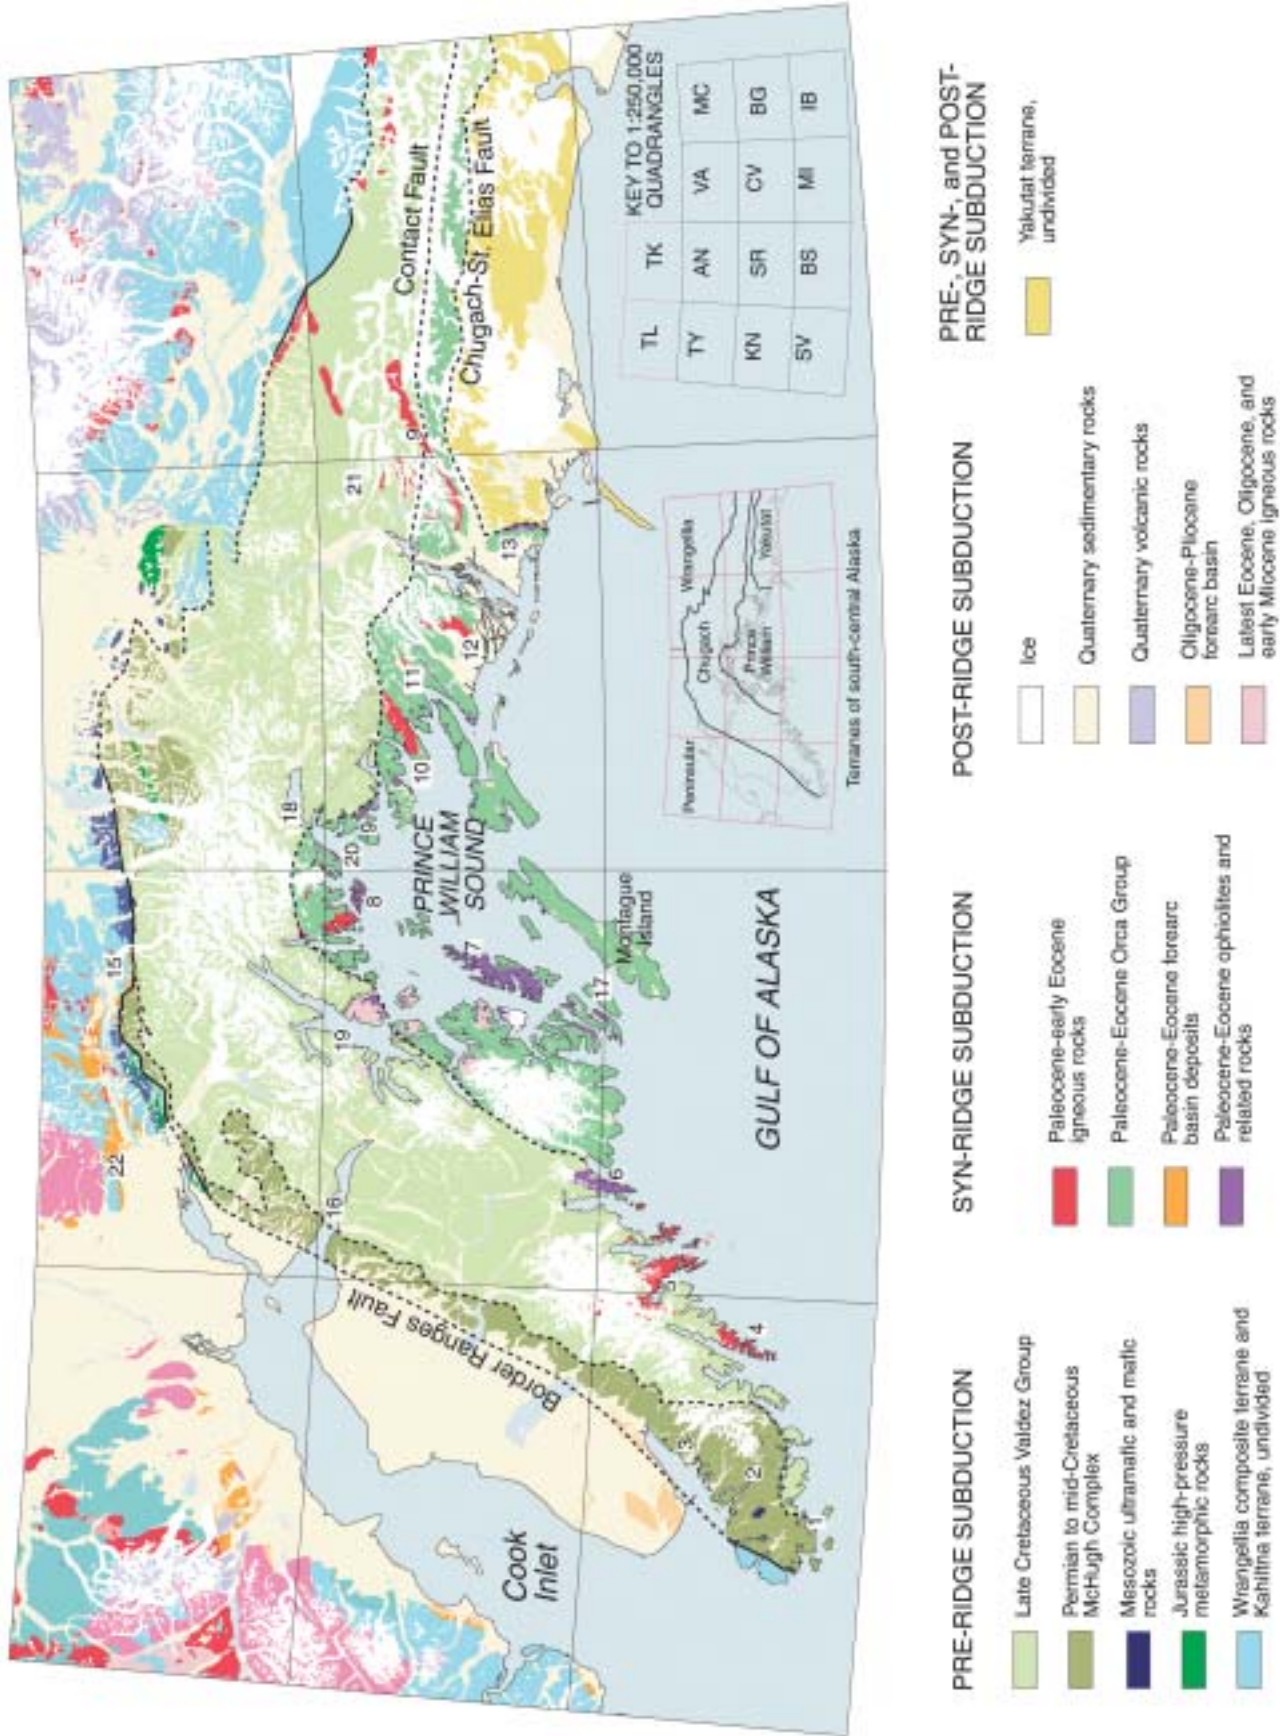 Contact Fault
Chugach-St. Elias Fault
Border Ranges Fault
PRINCE
WILLIAM
SOUND
Montague
Island
GULF OF ALASKA
Cook
Inlet
1
2
3
4
5
6
7
8
9
9
10
11
12
13
15
16
17
18
19
20
21
22
KEY TO 1:250,000
QUADRANGLES
TL TK
TY AN VA MC
KN SR CV BG
SV BS MI IB
Peninsular
Chugach
Wrangellia
Prince
William
Yakutat
Terranes of south-central Alaska
PRE-RIDGE SUBDUCTION
Late Cretaceous Valdez Group
Permian to mid-Cretaceous
McHugh Complex
Mesozoic ultramafic and mafic
rocks
Jurassic high-pressure
metamorphic rocks
Wrangellia composite terrane and
Kahiltna terrane, undivided
SYN-RIDGE SUBDUCTION
Paleocene-early Eocene
igneous rocks
Paleocene-Eocene Orca Group
Paleocene-Eocene forearc
basin deposits
Paleocene-Eocene ophiolites and
related rocks
POST-RIDGE SUBDUCTION
Ice
Quaternary sedimentary rocks
Quaternary volcanic rocks
Oligocene-Pliocene
forearc basin
Latest Eocene, Oligocene, and
early Miocene igneous rocks
PRE-, SYN-, and POST-
RIDGE SUBDUCTION
Yakutat terrane,
undivided